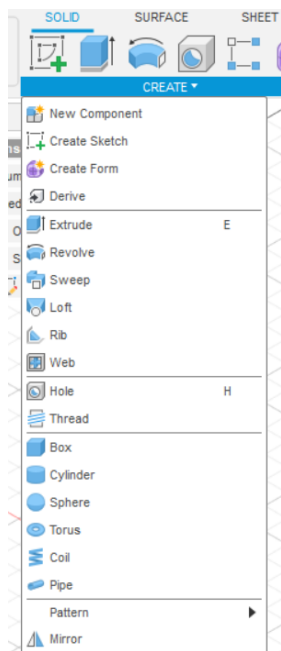 SOLID SURFACE SHEET
CREATE
New Component
Create Sketch
Create Form
Derive
Extrude E
Revolve
Sweep
Loft
Rib
Web
Hole H
Thread
Box
Cylinder
Sphere
Torus
Coil
Pipe
Pattern
Mirror